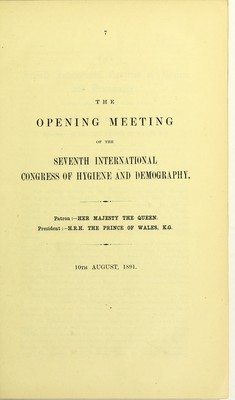 7
THE
OPENING MEETING
OF THE
SEVENTH INTERNATIONAL
CONGRESS OF HYGIENE AND DEMOGRAPHY.
Patron :—HER MAJESTY THE QUEEN.
President :—H.R.H. THE PRINCE OF WALES, K.G.
10TH AUGUST, 1891.